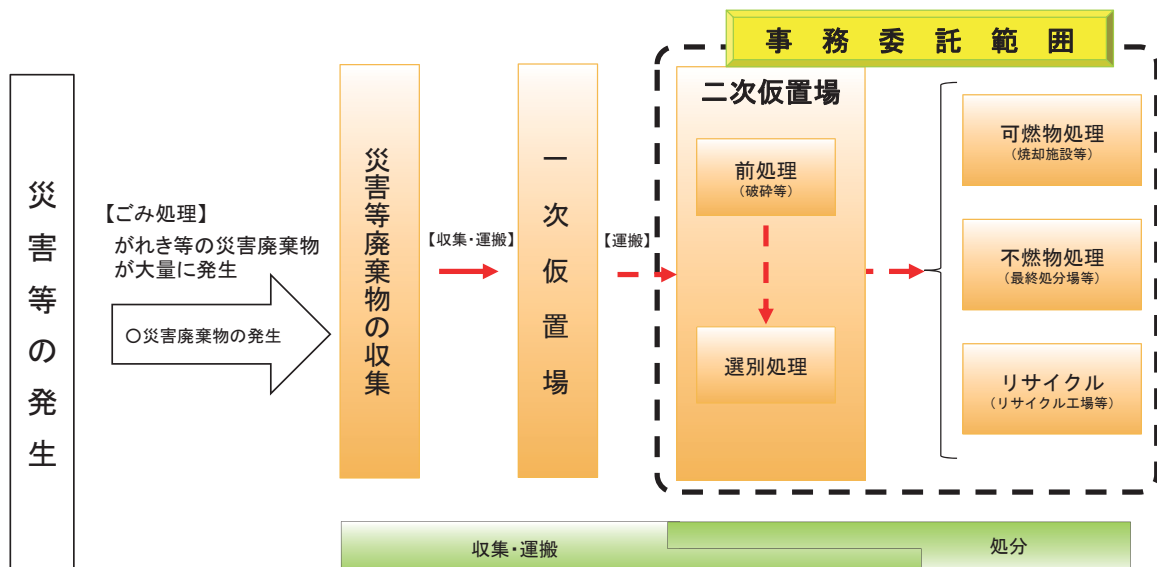 事務委託範囲
災害等の発生
【ごみ処理】
がれき等の災害廃棄物
が大量に発生
○災害廃棄物の発生
災害等廃棄物の収集
【収集・運搬】
一次仮置場
【運搬】
二次仮置場
前処理
（破砕等）
選別処理
可燃物処理
（焼却施設等）
不燃物処理
（最終処分場等）
リサイクル
（リサイクル工場等）
収集・運搬
処分